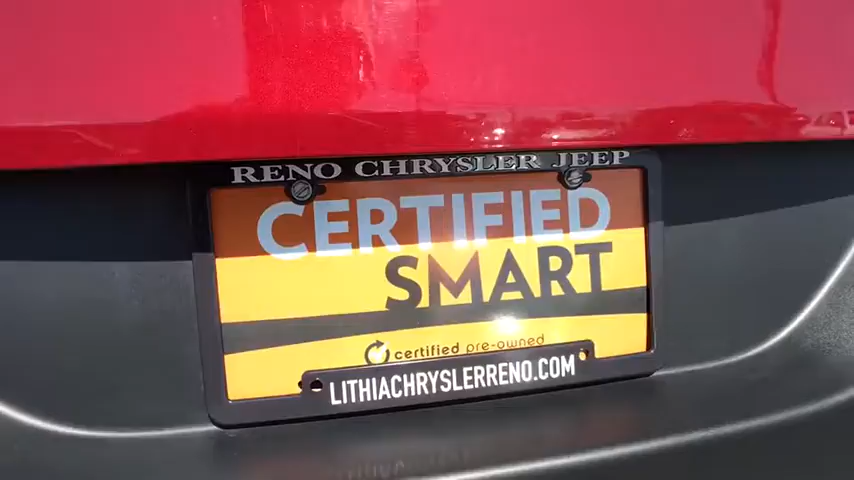 RENO CHRYSLER JEEP
CERTIFIED
SMART
certified pre-owned
LITHIACHRYSLERRENO.COM